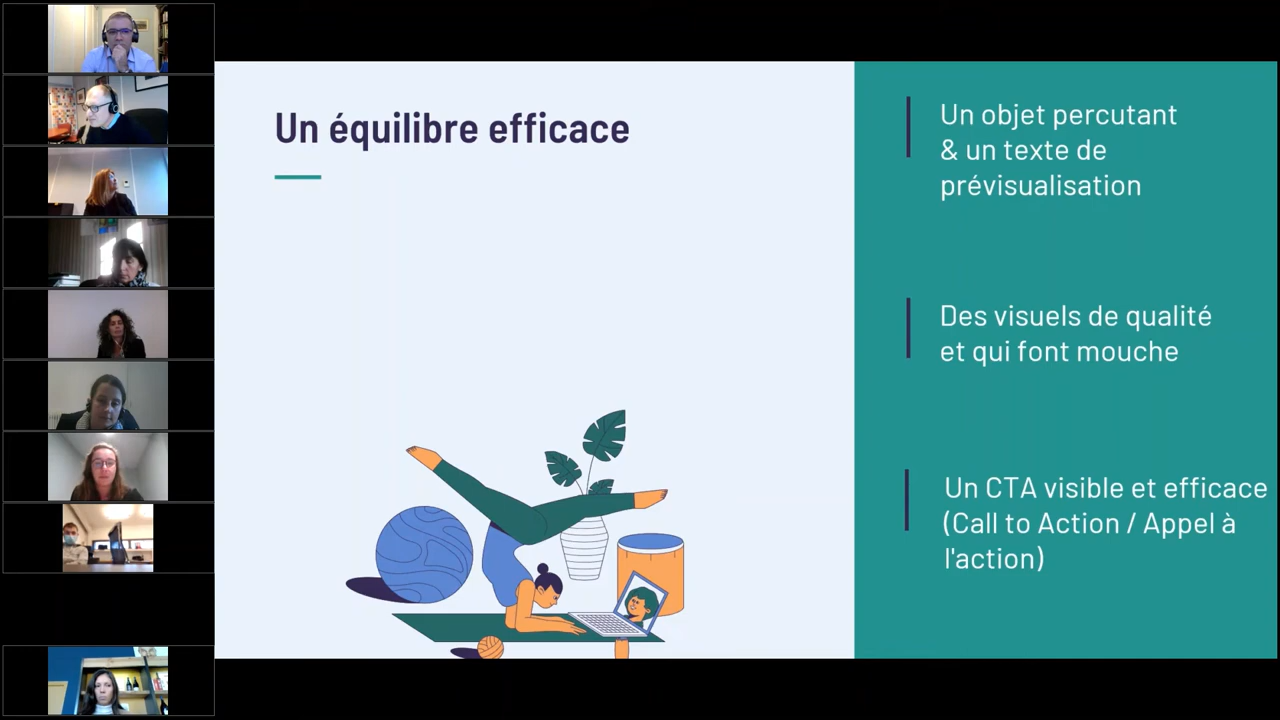 Un équilibre efficace
Un objet percutant
& un texte de
prévisualisation
Des visuels de qualité
et qui font mouche
Un CTA visible et efficace
(Call to Action / Appel à
l'action)